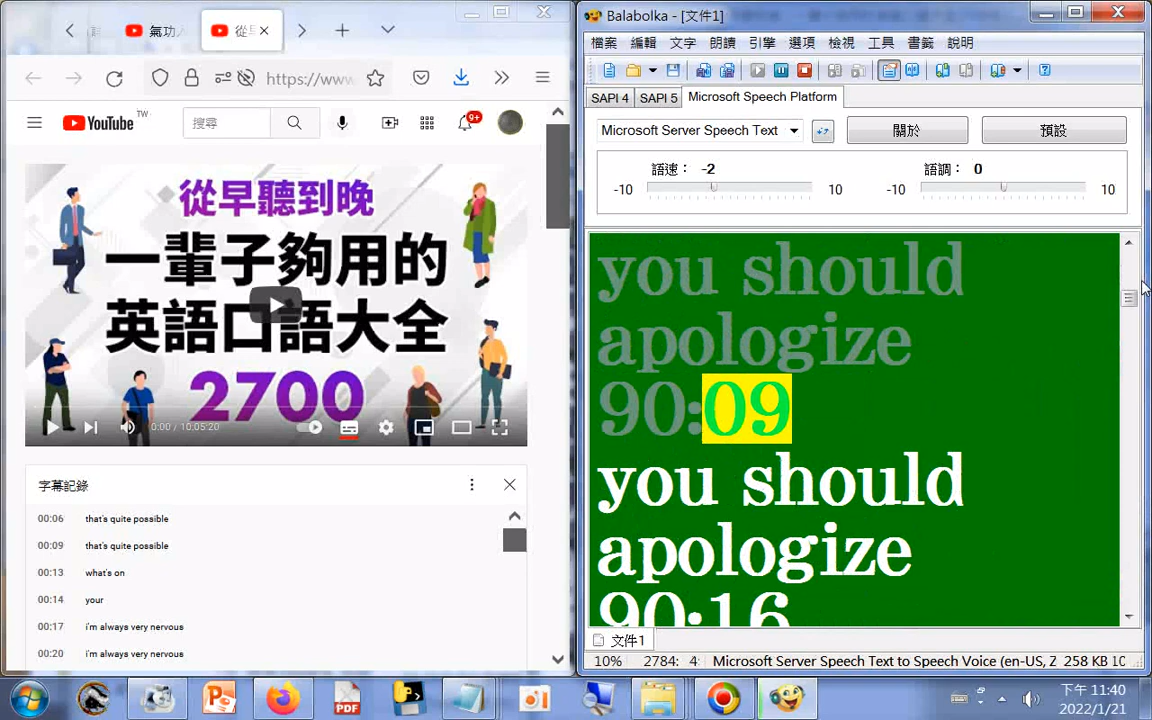 氣功
從
https://www.
YouTube TW
搜尋
9+
從早聽到晚
一輩子夠用的
英語口語大全
2700
0:00 / 10:05:20
字幕記錄
00:06 that's quite possible
00:09 that's quite possible
00:13 what's on
00:14 your
00:17 i'm always very nervous
00:20 i'm always very nervous
Balabolka - [文件1]
檔案 編輯 文字 朗讀 引擎 選項 檢視 工具 書籤 說明
SAPI 4 SAPI 5 Microsoft Speech Platform
Microsoft Server Speech Text
關於
預設
語速： -2
語調： 0
-10 10 -10 10
you should
apologize
90:09
you should
apologize
90:16
文件1
10% 2784: 4: Microsoft Server Speech Text to Speech Voice (en-US, Z 258 KB 10
PDF
下午 11:40
2022/1/21